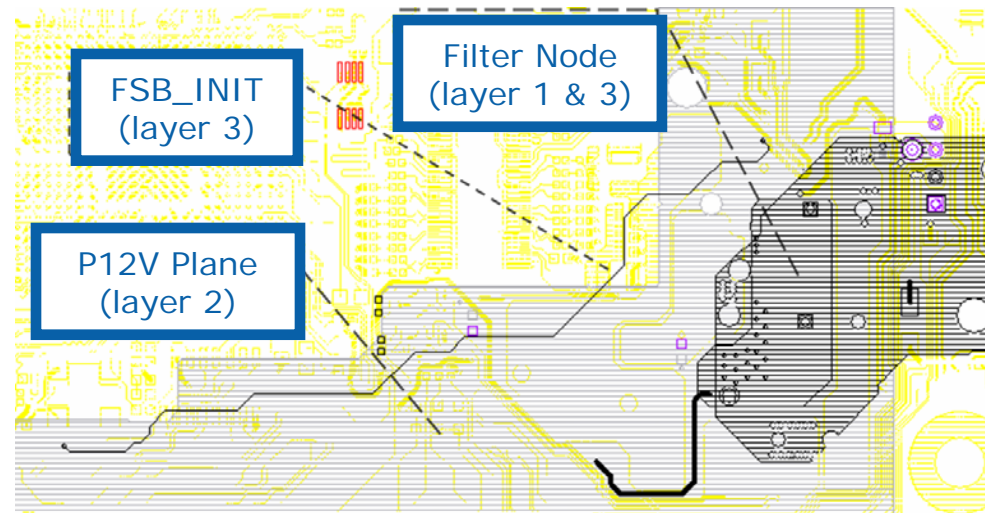 FSB_INIT
(layer 3)
Filter Node
(layer 1 & 3)
P12V Plane
(layer 2)